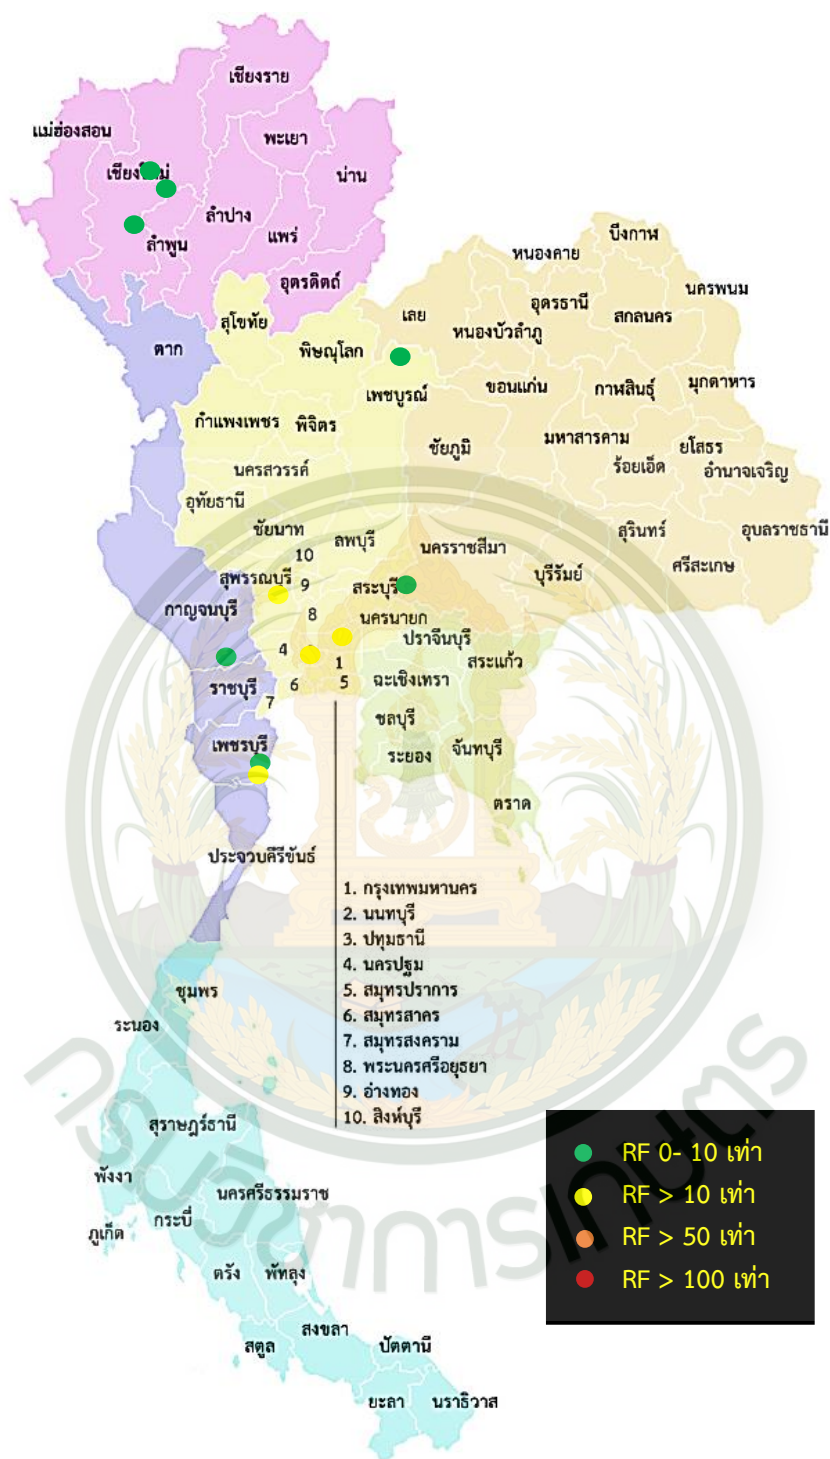 เชียงราย
แม่ฮ่องสอน
พะเยา
เชียงใหม่
น่าน
ลำปาง
แพร่
ลำพูน
อุตรดิตถ์
บึงกาฬ
หนองคาย
นครพนม
อุดรธานี
เลย
สกลนคร
สุโขทัย
หนองบัวลำภู
ตาก
พิษณุโลก
เพชบูรณ์
ขอนแก่น
กาฬสินธุ์
มุกดาหาร
กำแพงเพชร
พิจิตร
ชัยภูมิ
มหาสารคาม
ยโสธร
ร้อยเอ็ด
อำนาจเจริญ
นครสวรรค์
อุทัยธานี
ชัยนาท
ลพบุรี
นครราชสีมา
สุรินทร์
อุบลราชธานี
10
ศรีสะเกษ
สุพรรณบุรี
9
สระบุรี
บุรีรัมย์
กาญจนบุรี
8
นครนายก
ปราจีนบุรี
4
1
สระแก้ว
ราชบุรี
6
5
ฉะเชิงเทรา
7
ชลบุรี
เพชรบุรี
ระยอง
จันทบุรี
ตราด
ประจวบคีรีขันธ์
1. กรุงเทพมหานคร
2. นนทบุรี
3. ปทุมธานี
4. นครปฐม
5. สมุทรปราการ
6. สมุทรสาคร
7. สมุทรสงคราม
8. พระนครศรีอยุธยา
9. อ่างทอง
10. สิงห์บุรี
ชุมพร
ระนอง
สุราษฎร์ธานี
พังงา
นครศรีธรรมราช
กระบี่
ภูเก็ต
ตรัง
พัทลุง
สงขลา
สตูล
ปัตตานี
ยะลา
นราธิวาส
RF 0- 10 เท่า
RF > 10 เท่า
RF > 50 เท่า
RF > 100 เท่า
กรมวิชาการเกษตร